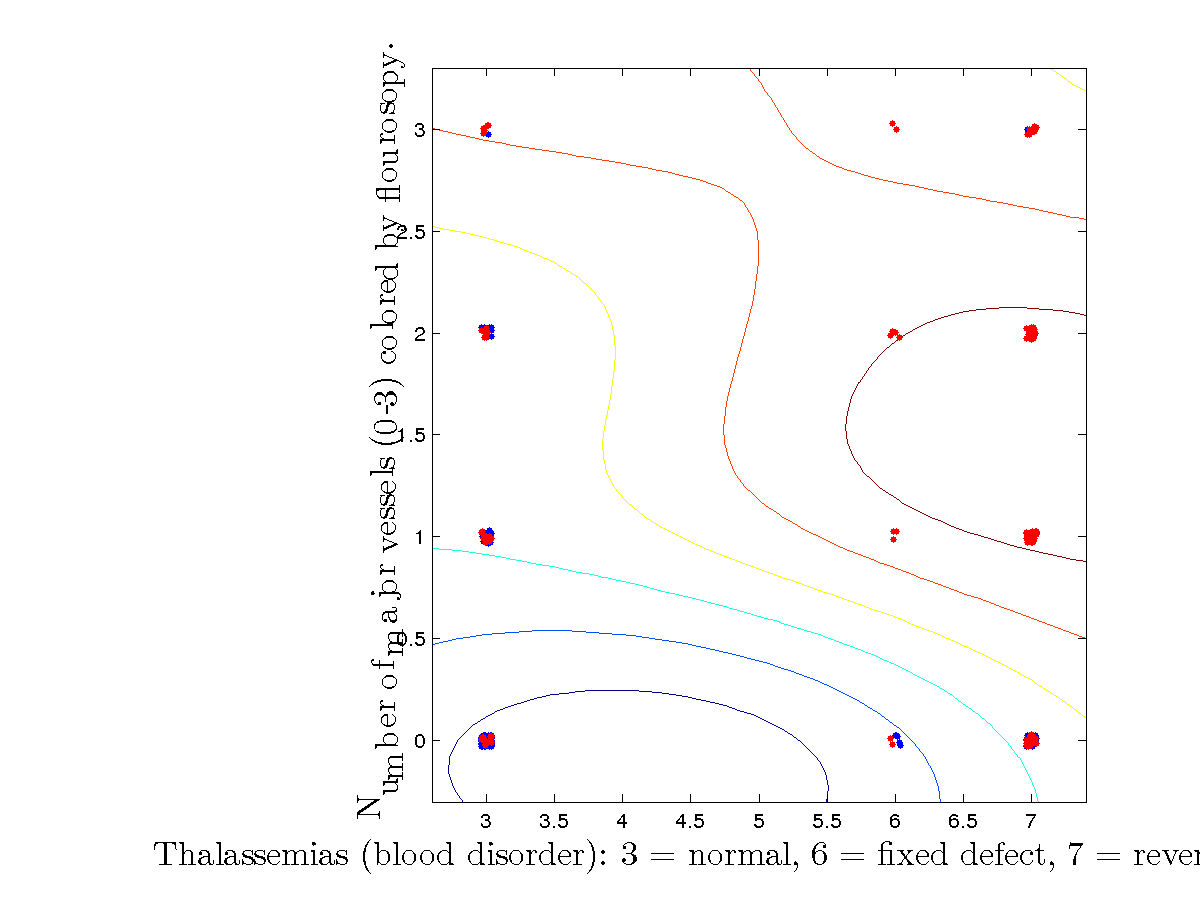 Number of major vessels (0-3) colored by flourosopy.
3
2.5
2
1.5
1
0.5
0
3 3.5 4 4.5 5 5.5 6 6.5 7
Thalassemias (blood disorder): 3 = normal, 6 = fixed defect, 7 = rever